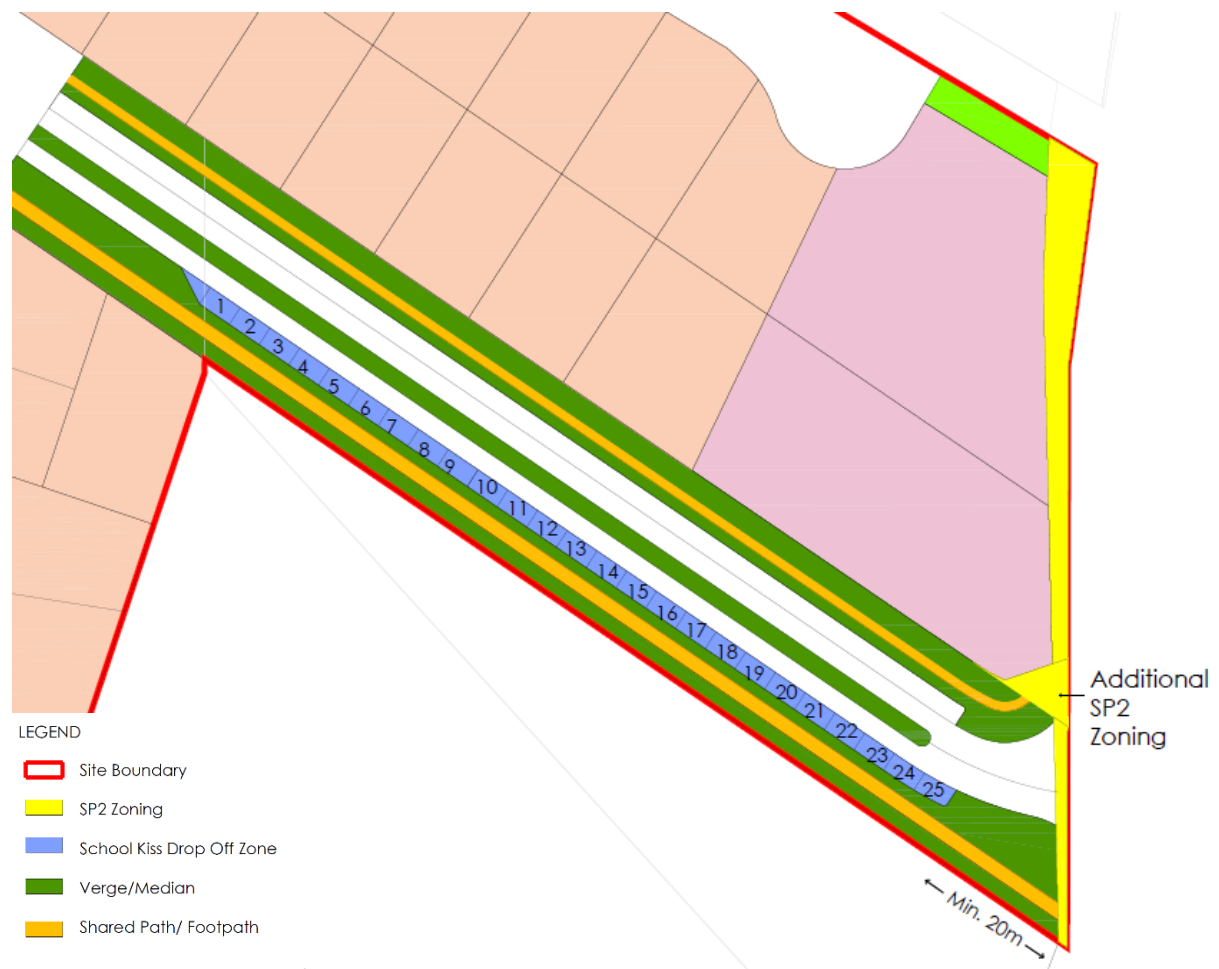 1
2
3
4
5
6
7
8
9
10
11
12
13
14
15
16
17
18
19
20
21
22
23
24
25
Additional
SP2
Zoning
Min. 20m
LEGEND
Site Boundary
SP2 Zoning
School Kiss Drop Off Zone
Verge/Median
Shared Path/ Footpath